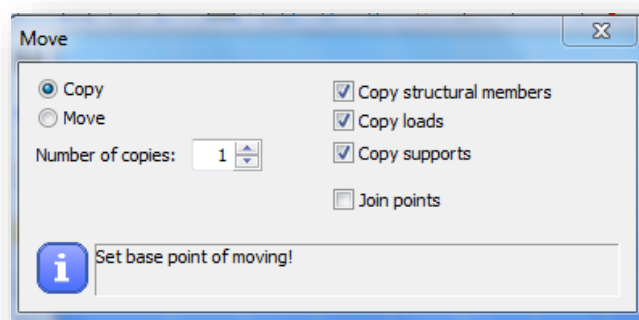 Move
Copy
Move
Number of copies: 1
Copy structural members
Copy loads
Copy supports
Join points
Set base point of moving!